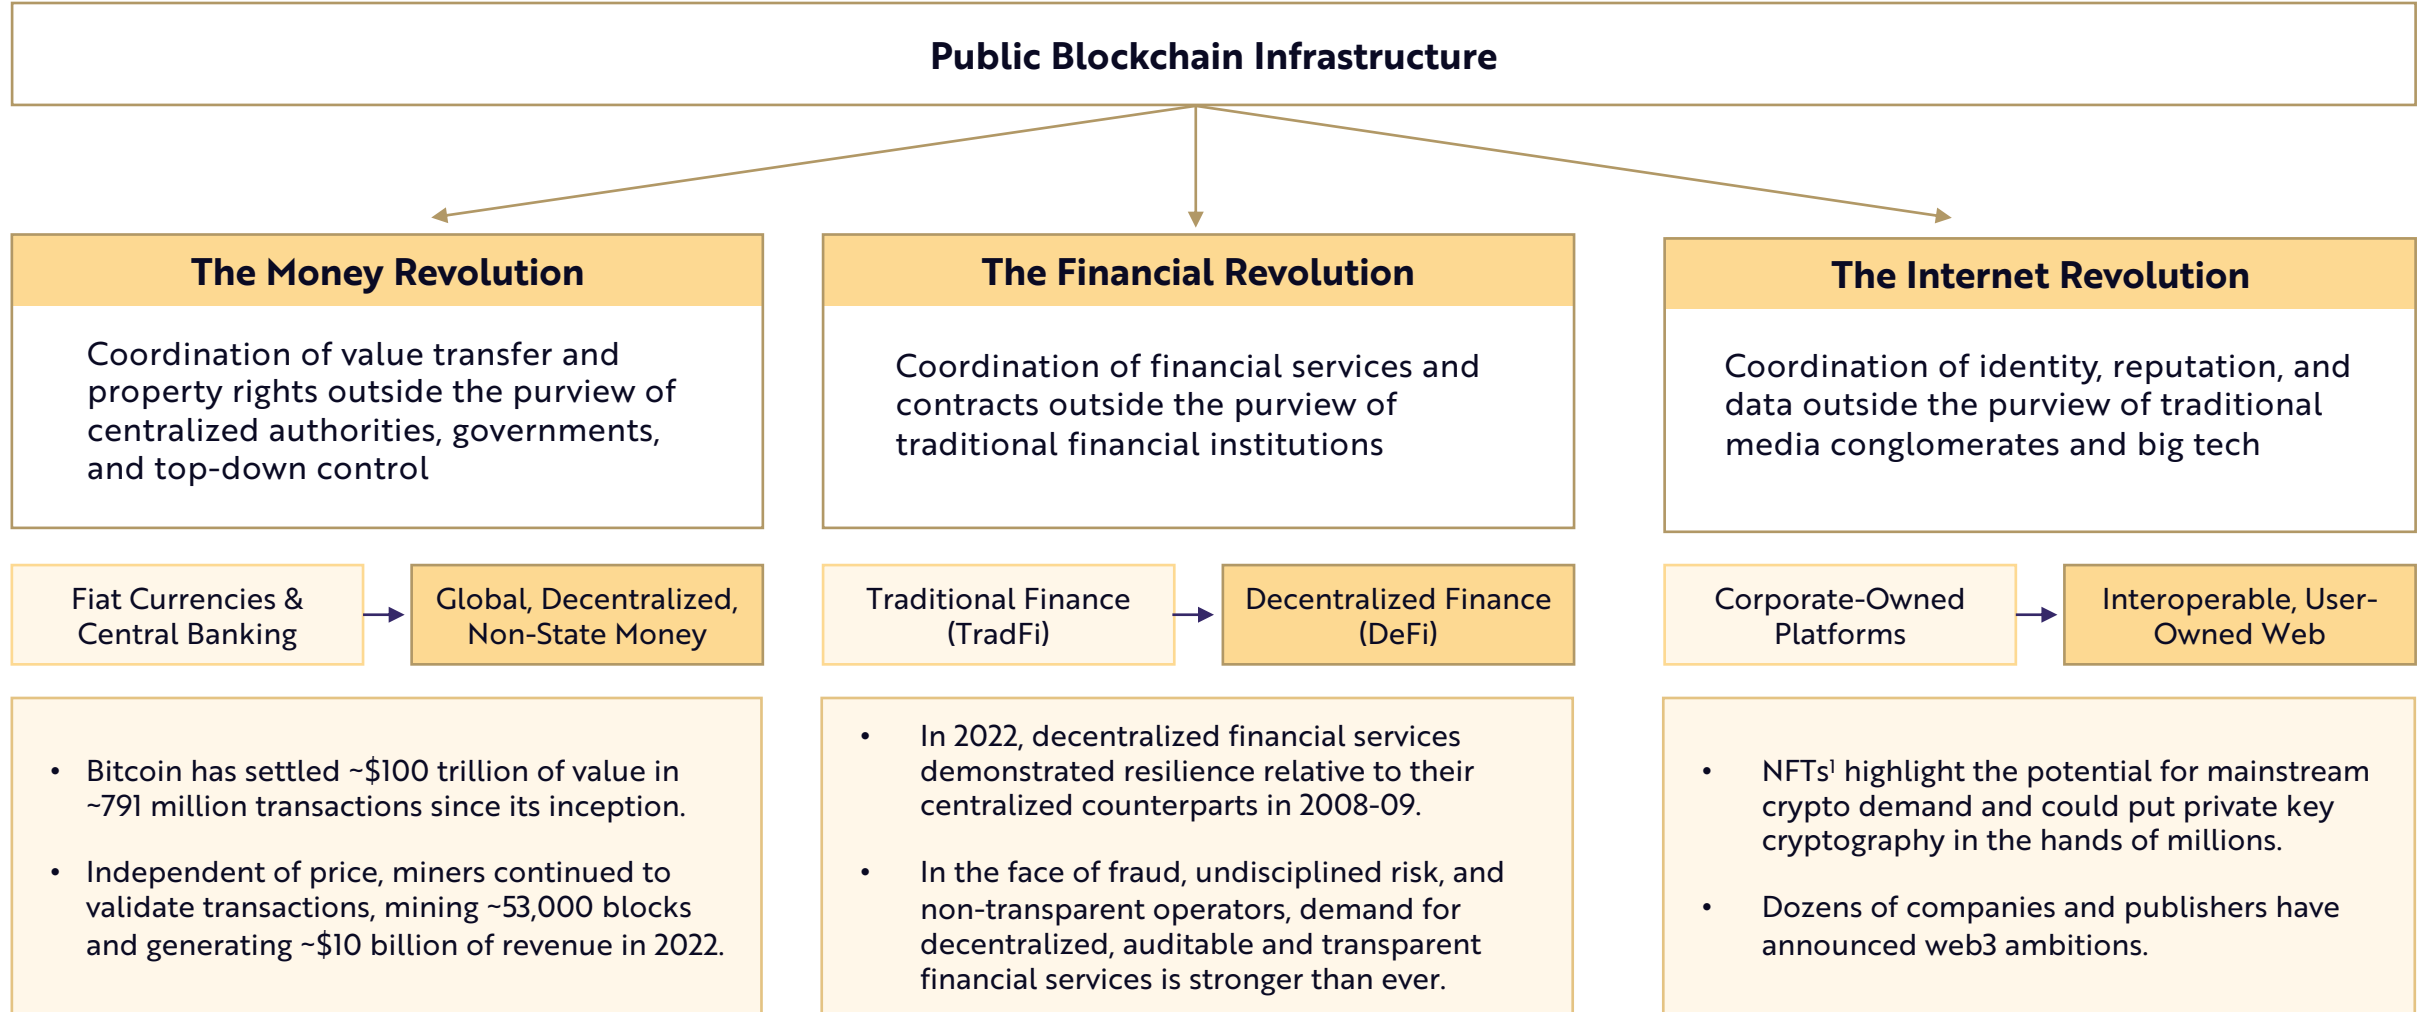 Public Blockchain Infrastructure
The Money Revolution
Coordination of value transfer and
property rights outside the purview of
centralized authorities, governments,
and top-down control
Fiat Currencies &
Central Banking
Global, Decentralized,
Non-State Money
• Bitcoin has settled ~$100 trillion of value in
~791 million transactions since its inception.
• Independent of price, miners continued to
validate transactions, mining ~53,000 blocks
and generating ~$10 billion of revenue in 2022.
The Financial Revolution
Coordination of financial services and
contracts outside the purview of
traditional financial institutions
Traditional Finance
(TradFi)
Decentralized Finance
(DeFi)
• In 2022, decentralized financial services
demonstrated resilience relative to their
centralized counterparts in 2008-09.
• In the face of fraud, undisciplined risk, and
non-transparent operators, demand for
decentralized, auditable and transparent
financial services is stronger than ever.
The Internet Revolution
Coordination of identity, reputation, and
data outside the purview of traditional
media conglomerates and big tech
Corporate-Owned
Platforms
Interoperable, User-
Owned Web
• NFTs¹ highlight the potential for mainstream
crypto demand and could put private key
cryptography in the hands of millions.
• Dozens of companies and publishers have
announced web3 ambitions.